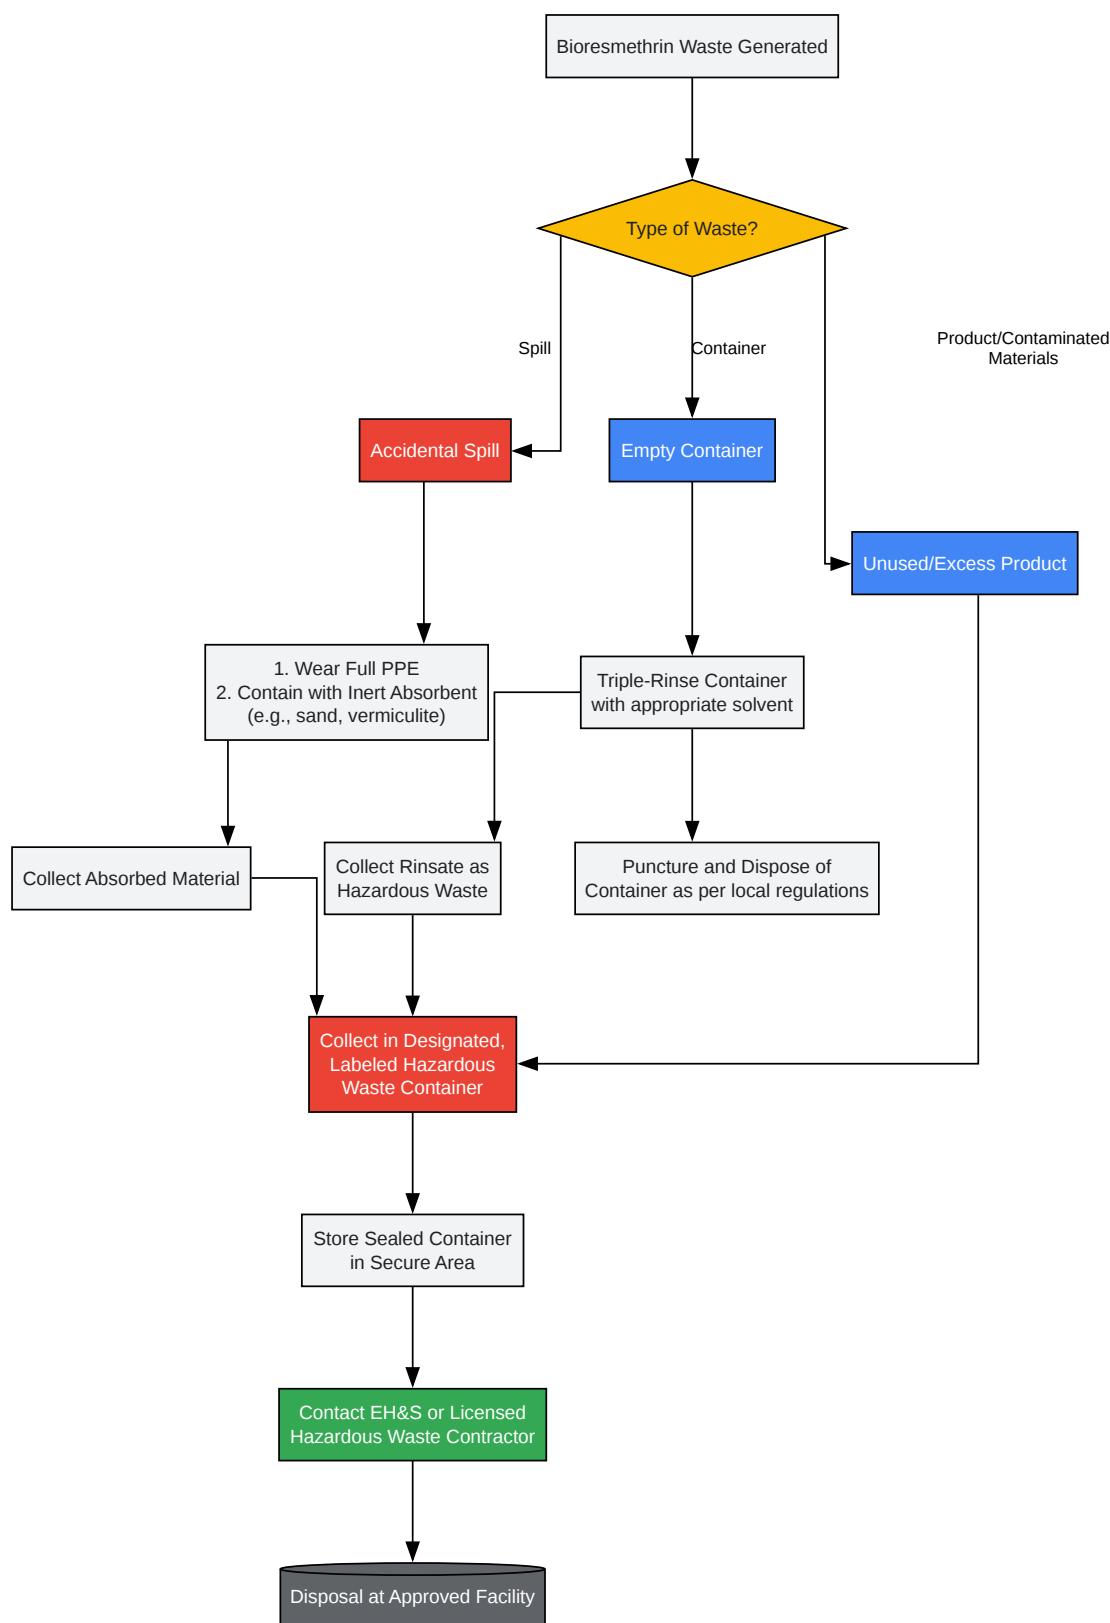 Bioresmethrin Waste Generated
Type of Waste?
Spill
Container
Product/Contaminated
Materials
Accidental Spill
Empty Container
Unused/Excess Product
1. Wear Full PPE
2. Contain with Inert Absorbent
(e.g., sand, vermiculite)
Triple-Rinse Container
with appropriate solvent
Collect Absorbed Material
Collect Rinsate as
Hazardous Waste
Puncture and Dispose of
Container as per local regulations
Collect in Designated,
Labeled Hazardous
Waste Container
Store Sealed Container
in Secure Area
Contact EH&S or Licensed
Hazardous Waste Contractor
Disposal at Approved Facility